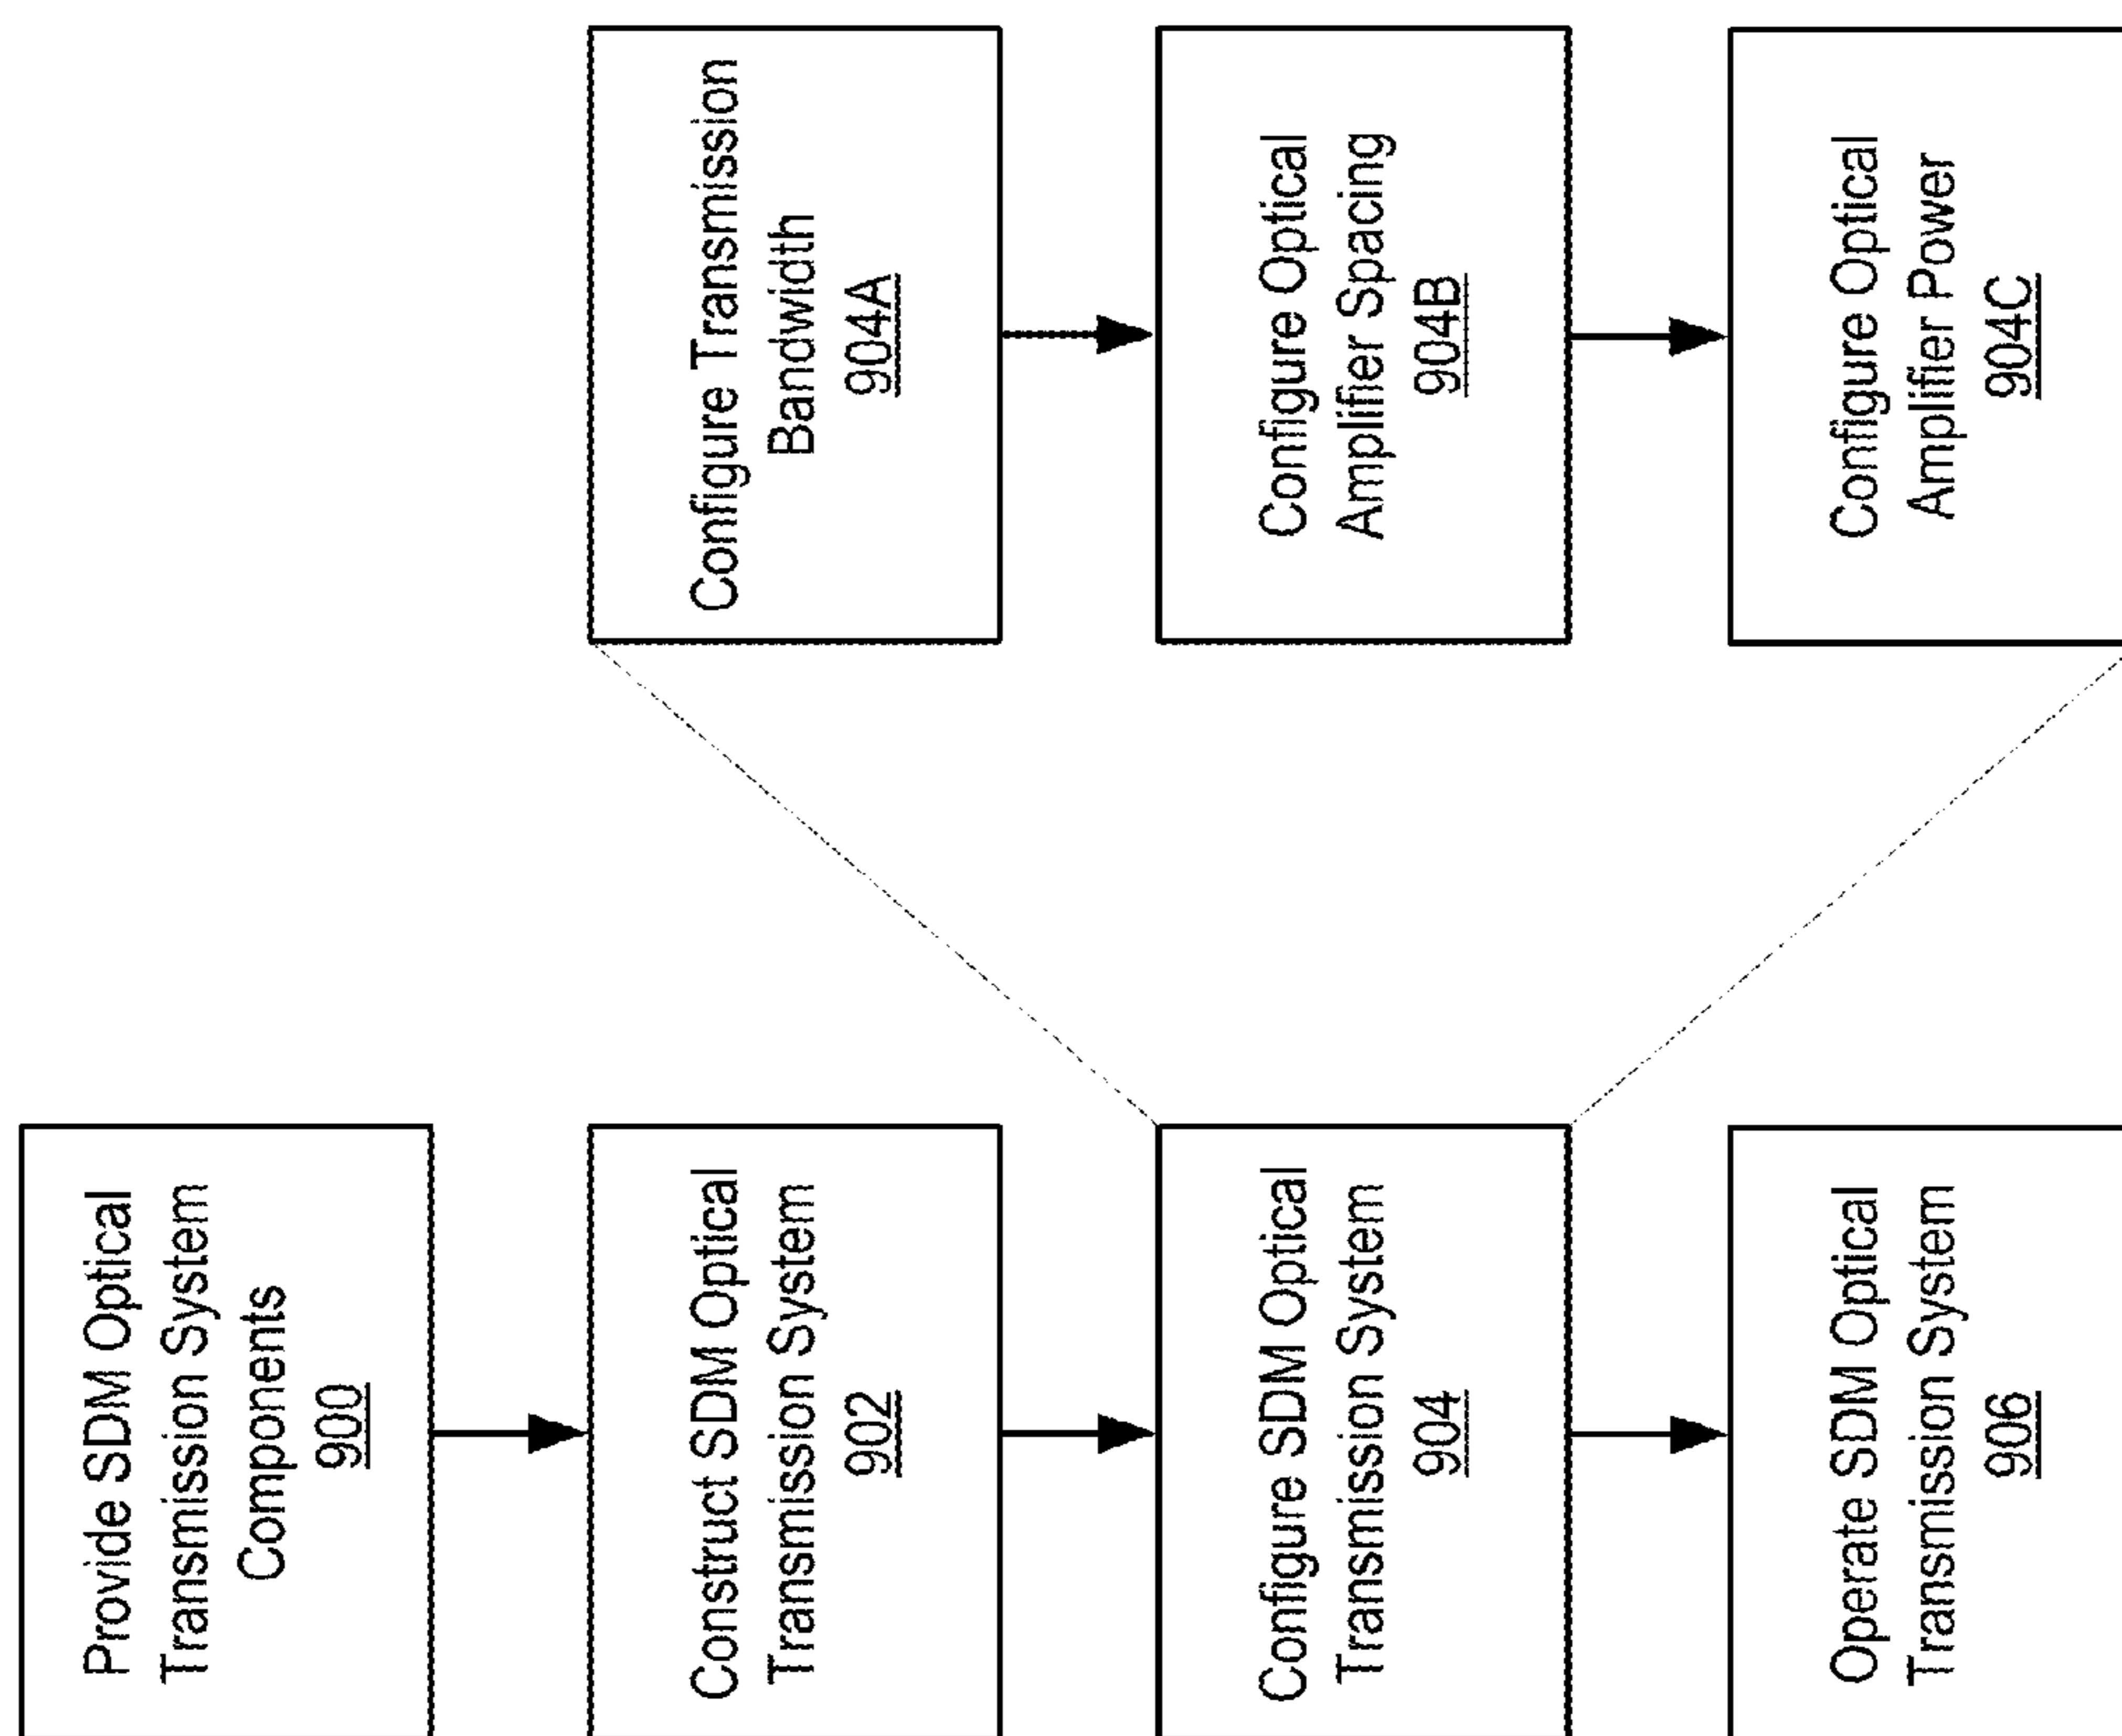 Provide SDM Optical
Transmission System
Components
900
Construct SDM Optical
Transmission System
902
Configure SDM Optical
Transmission System
904
Operate SDM Optical
Transmission System
906
Configure Transmission
Bandwidth
904A
Configure Optical
Amplifier Spacing
904B
Configure Optical
Amplifier Power
904C